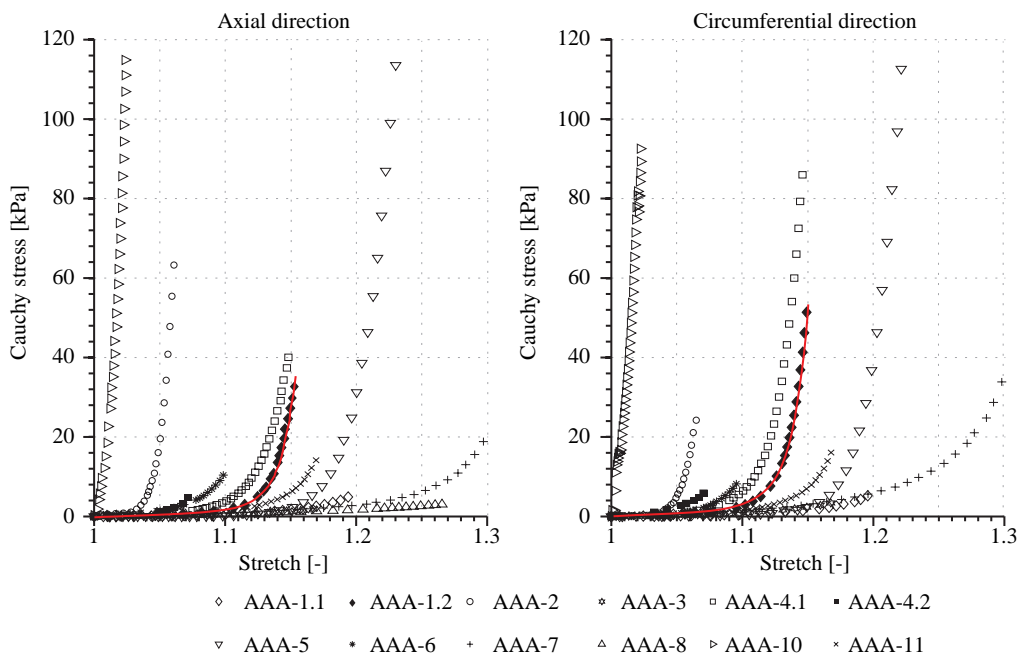 Axial direction
Circumferential direction
Cauchy stress [kPa]
120
100
80
60
40
20
0
1
1.1
1.2
1.3
Stretch [-]
Cauchy stress [kPa]
120
100
80
60
40
20
0
1
1.1
1.2
1.3
Stretch [-]
AAA-1.1 AAA-1.2 AAA-2 AAA-3 AAA-4.1 AAA-4.2
AAA-5 AAA-6 AAA-7 AAA-8 AAA-10 AAA-11